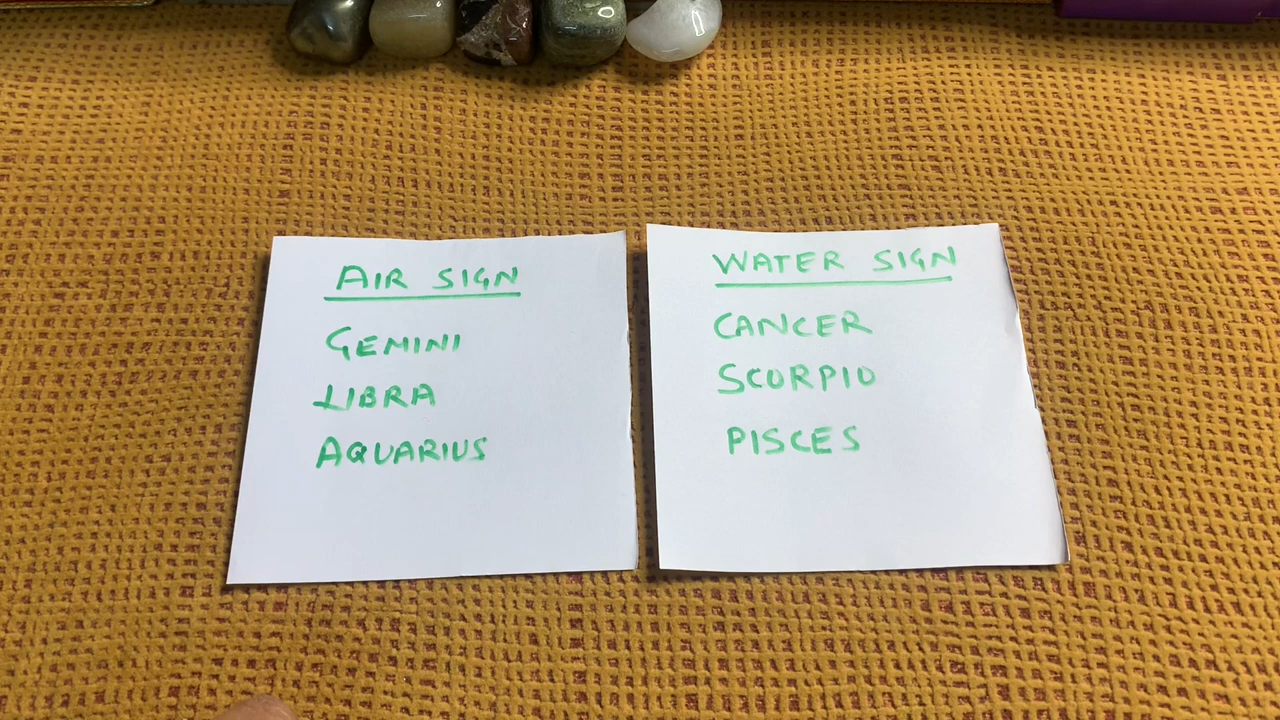 AIR SIGN
GEMINI
LIBRA
AQUARIUS
WATER SIGN
CANCER
SCORPIO
PISCES